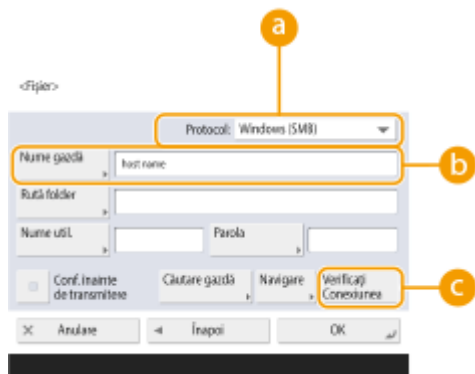 a
<Fişier>
Protocol: Windows (SMB)
Nume gazdă host name
b
Rută folder
Nume util. Parola
Conf. înainte de transmitere
Căutare gazdă Navigare Verificaţi Conexiunea
c
Anulare Înapoi OK